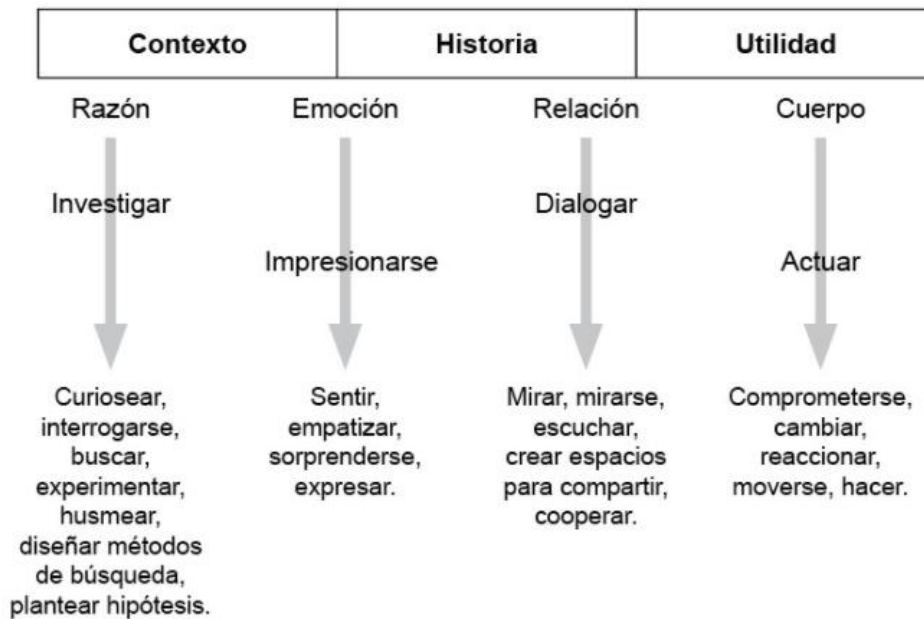 Contexto Historia Utilidad
Razón Emoción Relación Cuerpo
Investigar Dialogar
Impresionarse Actuar
Curiosear,
interrogarse,
buscar,
experimentar,
husmear,
diseñar métodos
de búsqueda,
plantear hipótesis.
Sentir,
empatizar,
sorprenderse,
expresar.
Mirar, mirarse,
escuchar,
crear espacios
para compartir,
cooperar.
Comprometerse,
cambiar,
reaccionar,
moverse, hacer.